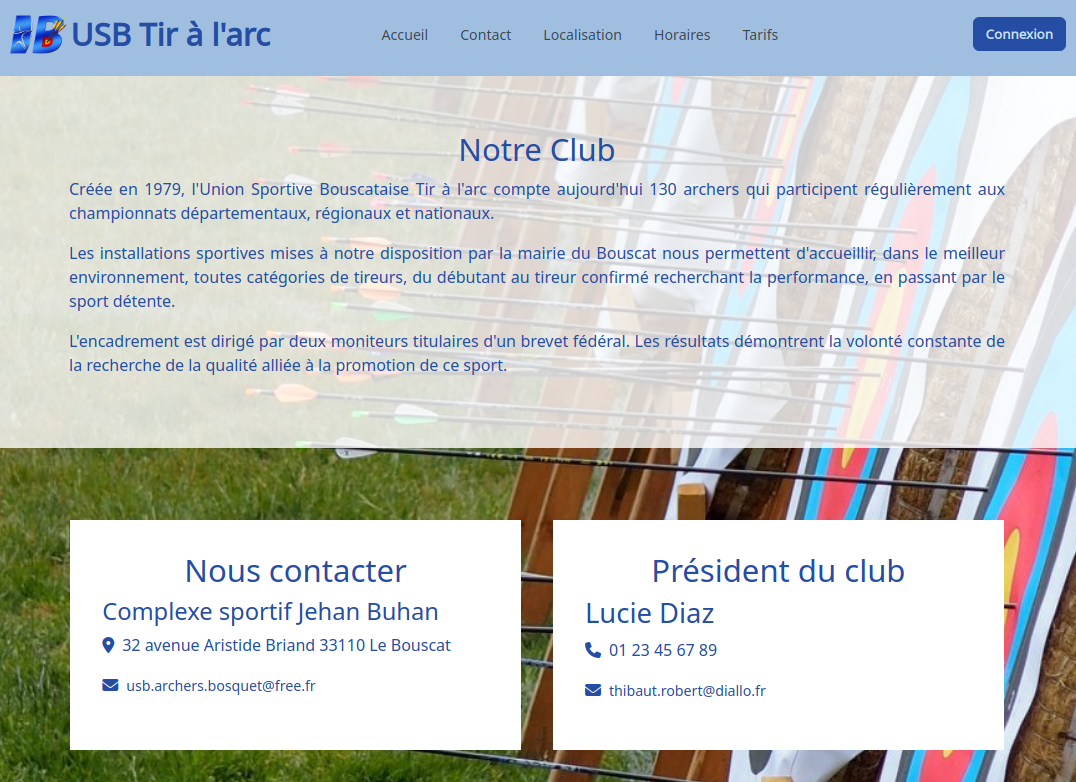 USB Tir à l'arc
Accueil
Contact
Localisation
Horaires
Tarifs
Connexion
Notre Club
Créée en 1979, l'Union Sportive Bouscataise Tir à l'arc compte aujourd'hui 130 archers qui participent régulièrement aux
championnats départementaux, régionaux et nationaux.
Les installations sportives mises à notre disposition par la mairie du Bouscat nous permettent d'accueillir, dans le meilleur
environnement, toutes catégories de tireurs, du débutant au tireur confirmé recherchant la performance, en passant par le
sport détente.
L'encadrement est dirigé par deux moniteurs titulaires d'un brevet fédéral. Les résultats démontrent la volonté constante de
la recherche de la qualité alliée à la promotion de ce sport.
Nous contacter
Complexe sportif Jehan Buhan
32 avenue Aristide Briand 33110 Le Bouscat
usb.archers.bosquet@free.fr
Président du club
Lucie Diaz
01 23 45 67 89
thibaut.robert@diallo.fr